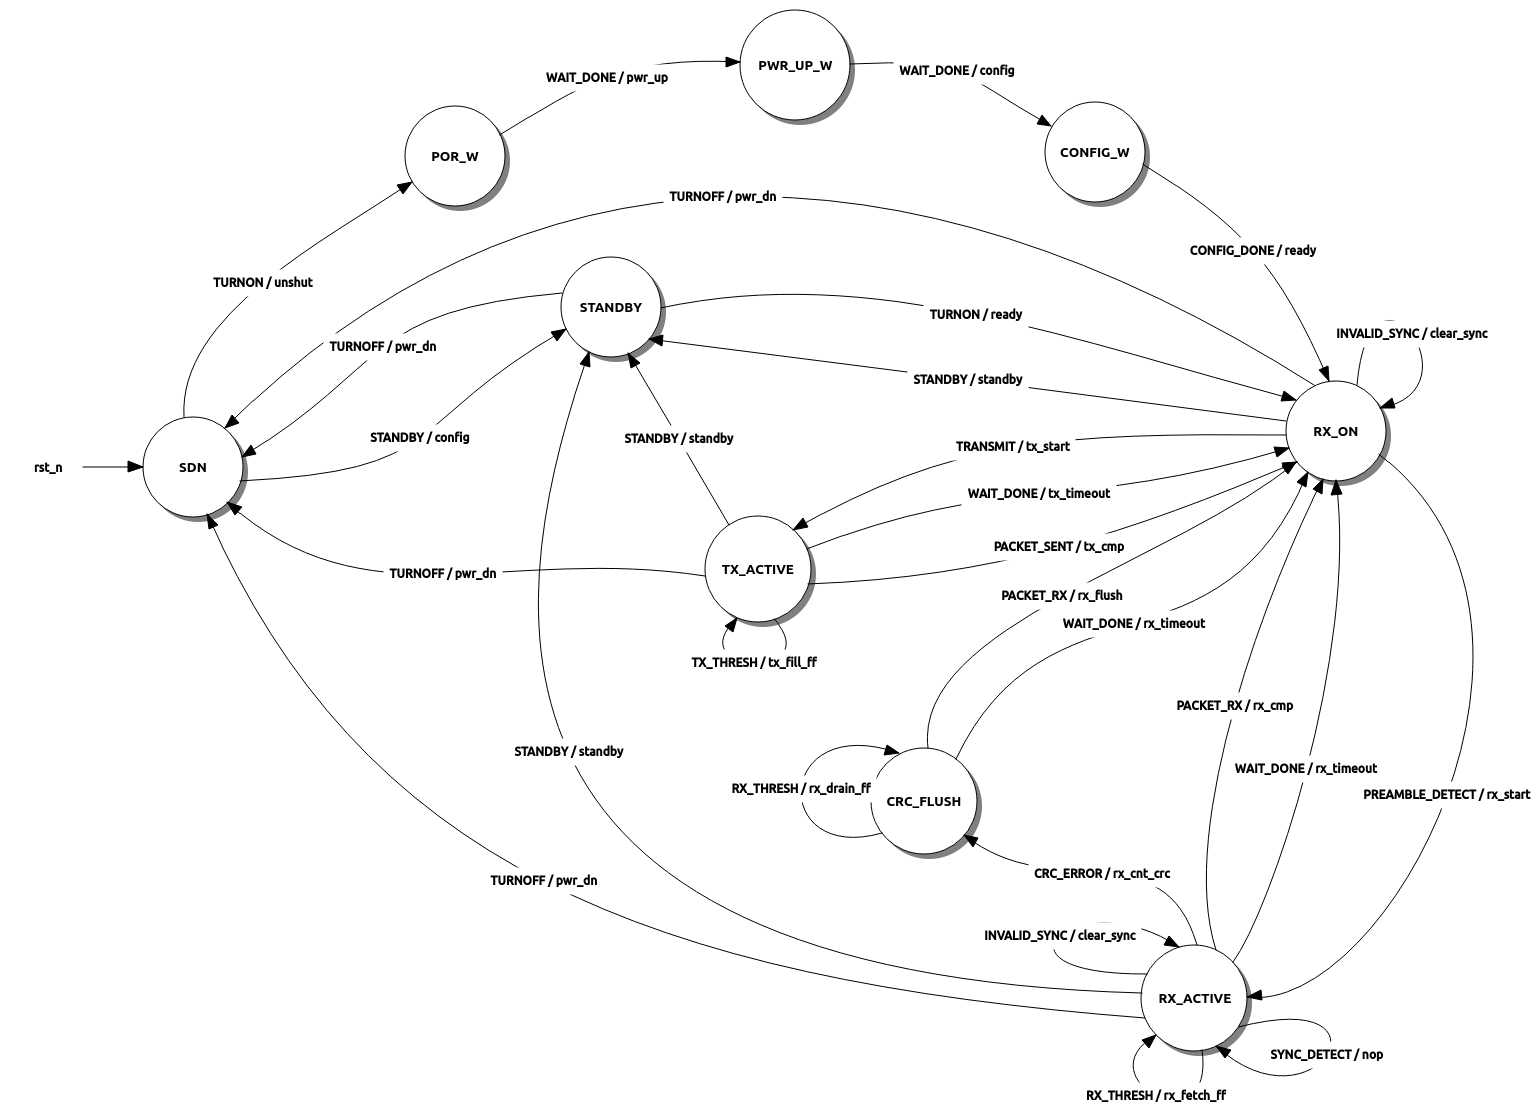 PWR_UP_W
WAIT_DONE / pwr_up
WAIT_DONE / config
POR_W
CONFIG_W
TURNOFF / pwr_dn
CONFIG_DONE / ready
TURNON / unshut
STANDBY
TURNON / ready
INVALID_SYNC / clear_sync
TURNOFF / pwr_dn
STANDBY / standby
RX_ON
STANDBY / config
STANDBY / standby
TRANSMIT / tx_start
rst_n
SDN
WAIT_DONE / tx_timeout
PACKET_SENT / tx_cmp
TURNOFF / pwr_dn
TX_ACTIVE
PACKET_RX / rx_flush
WAIT_DONE / rx_timeout
TX_THRESH / tx_fill_ff
PACKET_RX / rx_cmp
STANDBY / standby
WAIT_DONE / rx_timeout
RX_THRESH / rx_drain_ff
CRC_FLUSH
PREAMBLE_DETECT / rx_start
CRC_ERROR / rx_cnt_crc
TURNOFF / pwr_dn
INVALID_SYNC / clear_sync
RX_ACTIVE
SYNC_DETECT / nop
RX_THRESH / rx_fetch_ff